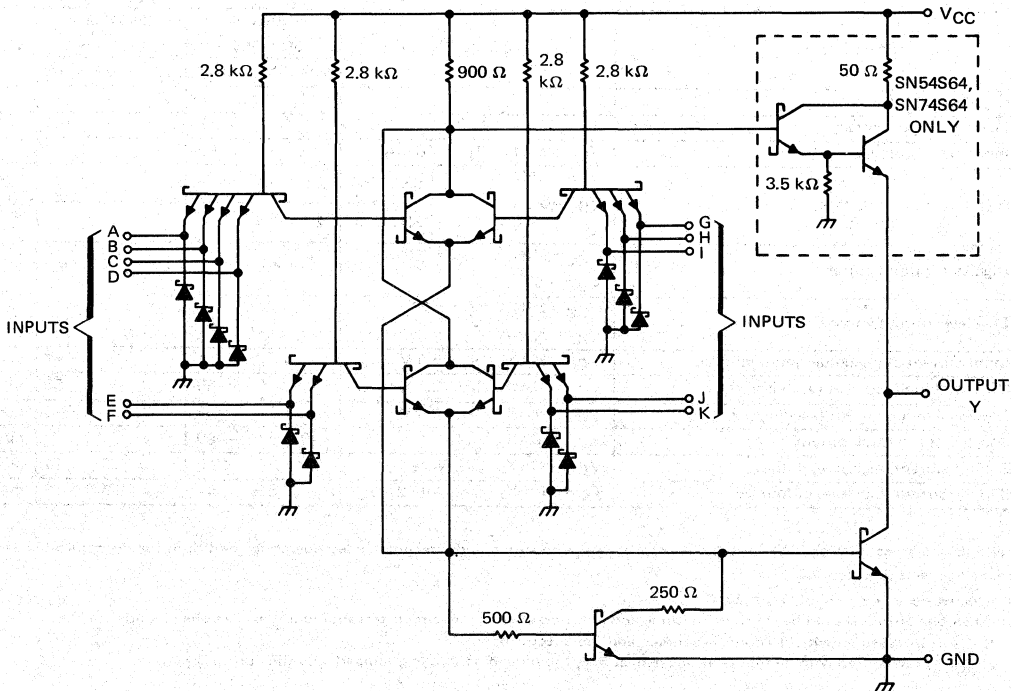 VCC
2.8 kΩ
2.8 kΩ
900 Ω
2.8
kΩ
2.8 kΩ
50 Ω
SN54S64,
SN74S64
ONLY
3.5 kΩ
A
B
C
D
INPUTS
E
F
G
H
I
INPUTS
J
K
OUTPUT
Y
250 Ω
500 Ω
GND